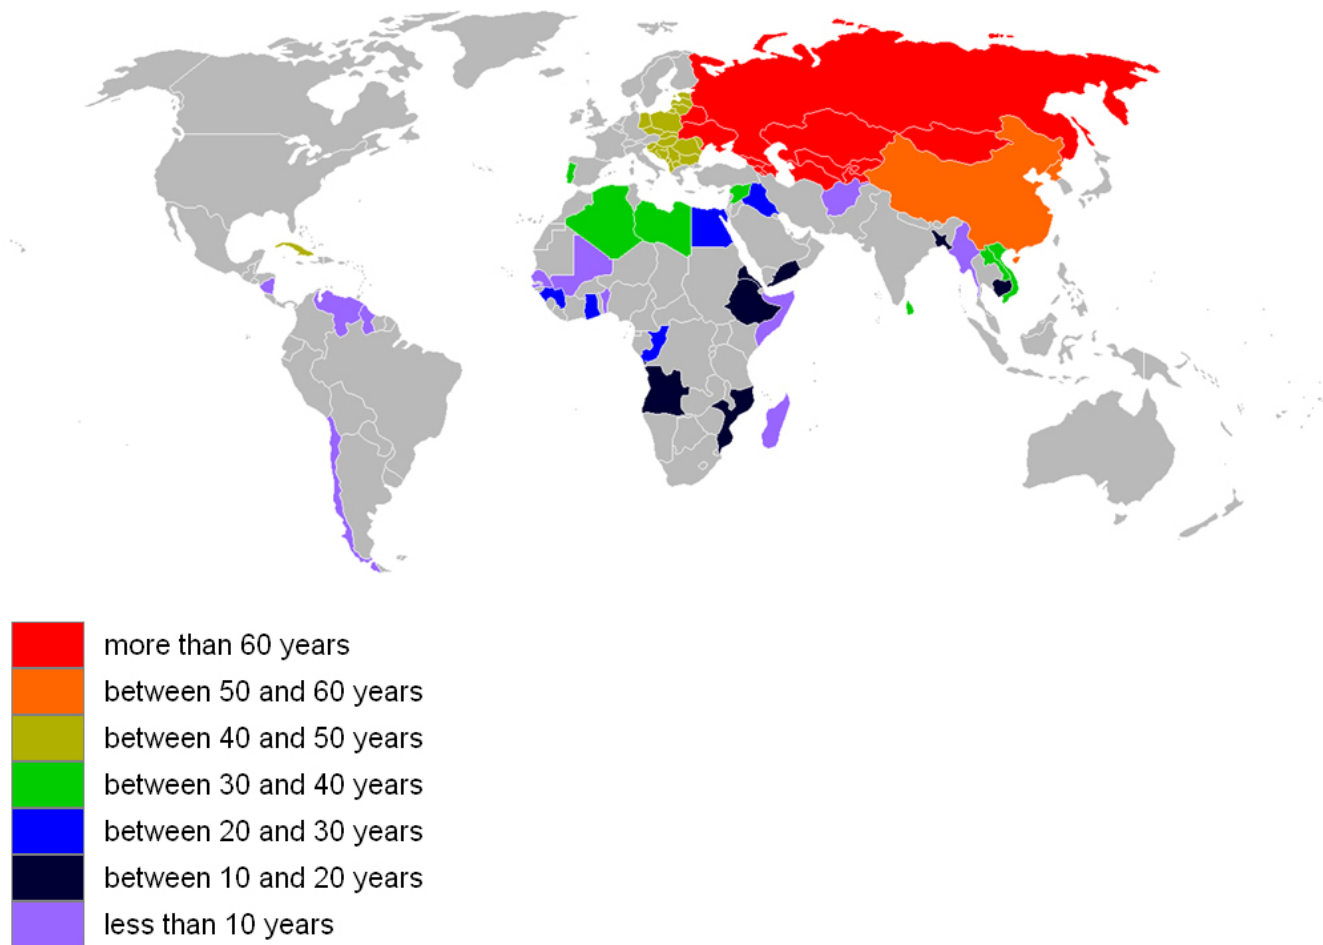 more than 60 years
between 50 and 60 years
between 40 and 50 years
between 30 and 40 years
between 20 and 30 years
between 10 and 20 years
less than 10 years